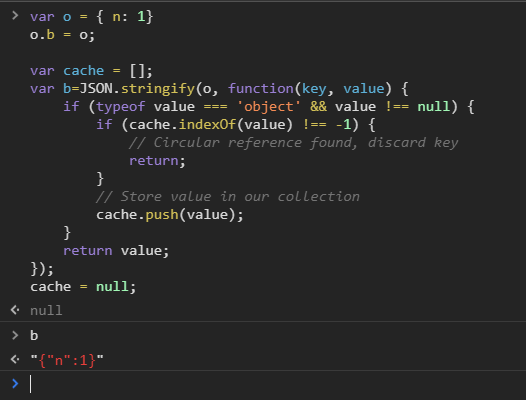 > var o = { n: 1}
o.b = o;
var cache = [];
var b=JSON.stringify(o, function(key, value) {
    if (typeof value === 'object' && value !== null) {
        if (cache.indexOf(value) !== -1) {
            // Circular reference found, discard key
            return;
        }
        // Store value in our collection
        cache.push(value);
    }
    return value;
});
cache = null;
null
> b
"{"n":1}"
>